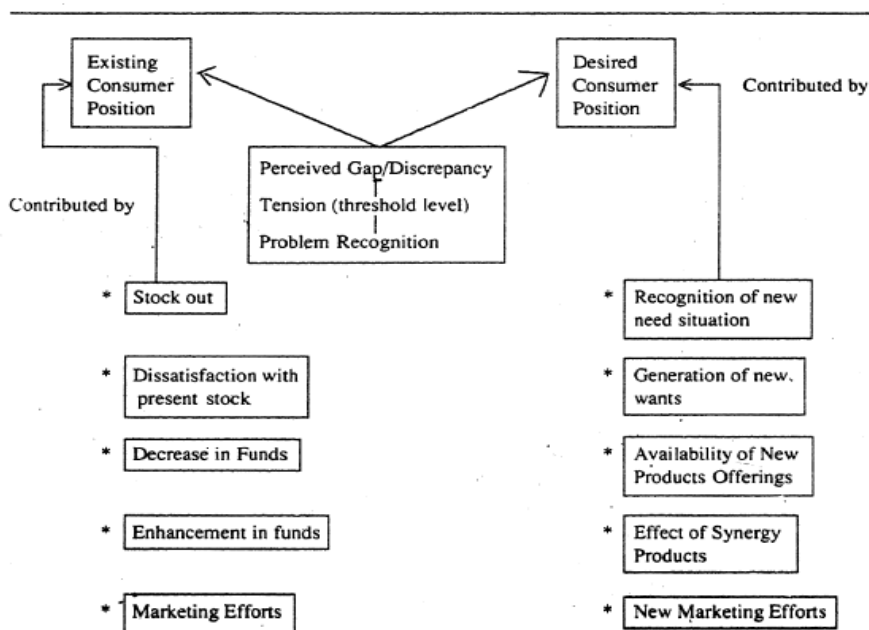 Existing
Consumer
Position
Desired
Consumer
Position
Contributed by
Perceived Gap/Discrepancy
Tension (threshold level)
Problem Recognition
Contributed by
* Stock out
* Recognition of new
need situation
* Dissatisfaction with
present stock
* Generation of new
wants
* Decrease in Funds
* Availability of New
Products Offerings
* Enhancement in funds
* Effect of Synergy
Products
* Marketing Efforts
* New Marketing Efforts